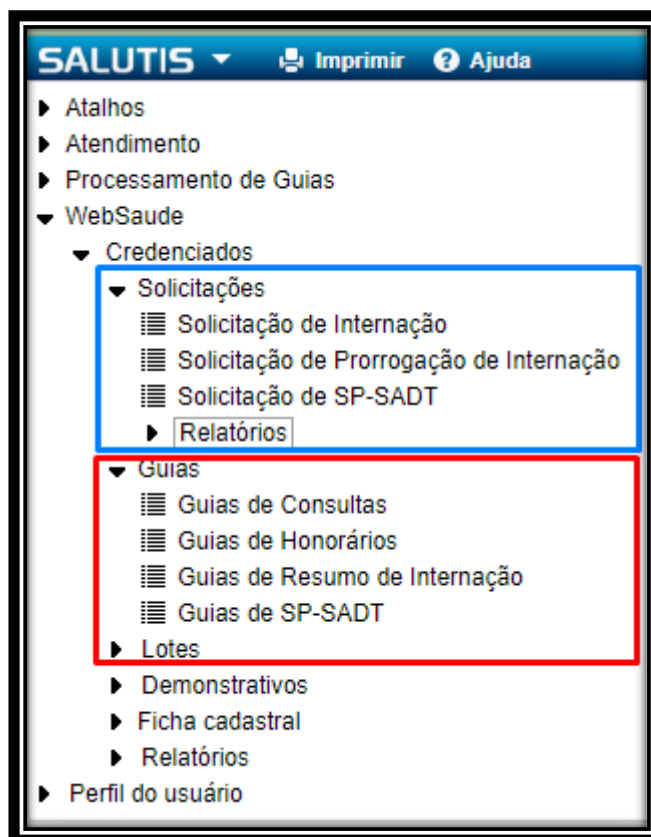 SALUTIS Imprimir Ajuda
Atalhos
Atendimento
Processamento de Guias
WebSaude
Credenciados
Solicitações
Solicitação de Internação
Solicitação de Prorrogação de Internação
Solicitação de SP-SADT
Relatórios
Guias
Guias de Consultas
Guias de Honorários
Guias de Resumo de Internação
Guias de SP-SADT
Lotes
Demonstrativos
Ficha cadastral
Relatórios
Perfil do usuário